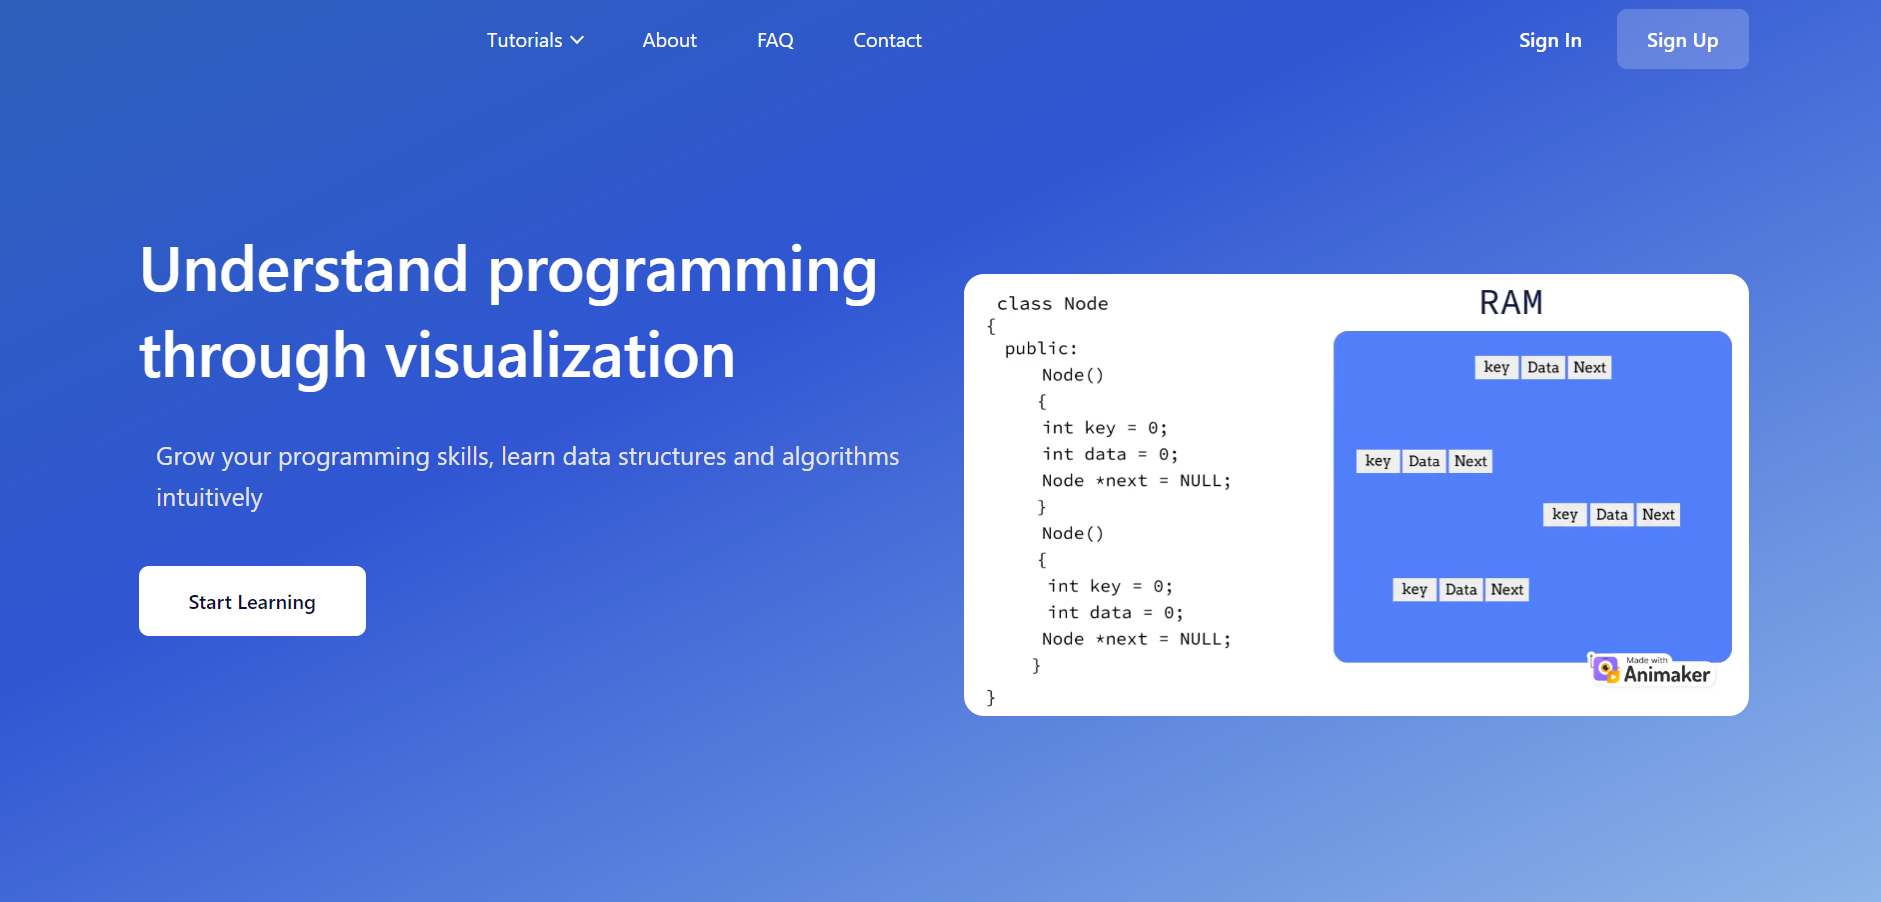 Tutorials About FAQ Contact Sign In Sign Up
Understand programming
through visualization
Grow your programming skills, learn data structures and algorithms
intuitively
Start Learning
class Node
{
public:
Node()
{
int key = 0;
int data = 0;
Node *next = NULL;
}
Node()
{
int key = 0;
int data = 0;
Node *next = NULL;
}
}
RAM
key Data Next
key Data Next
key Data Next
key Data Next
Made with
Animaker